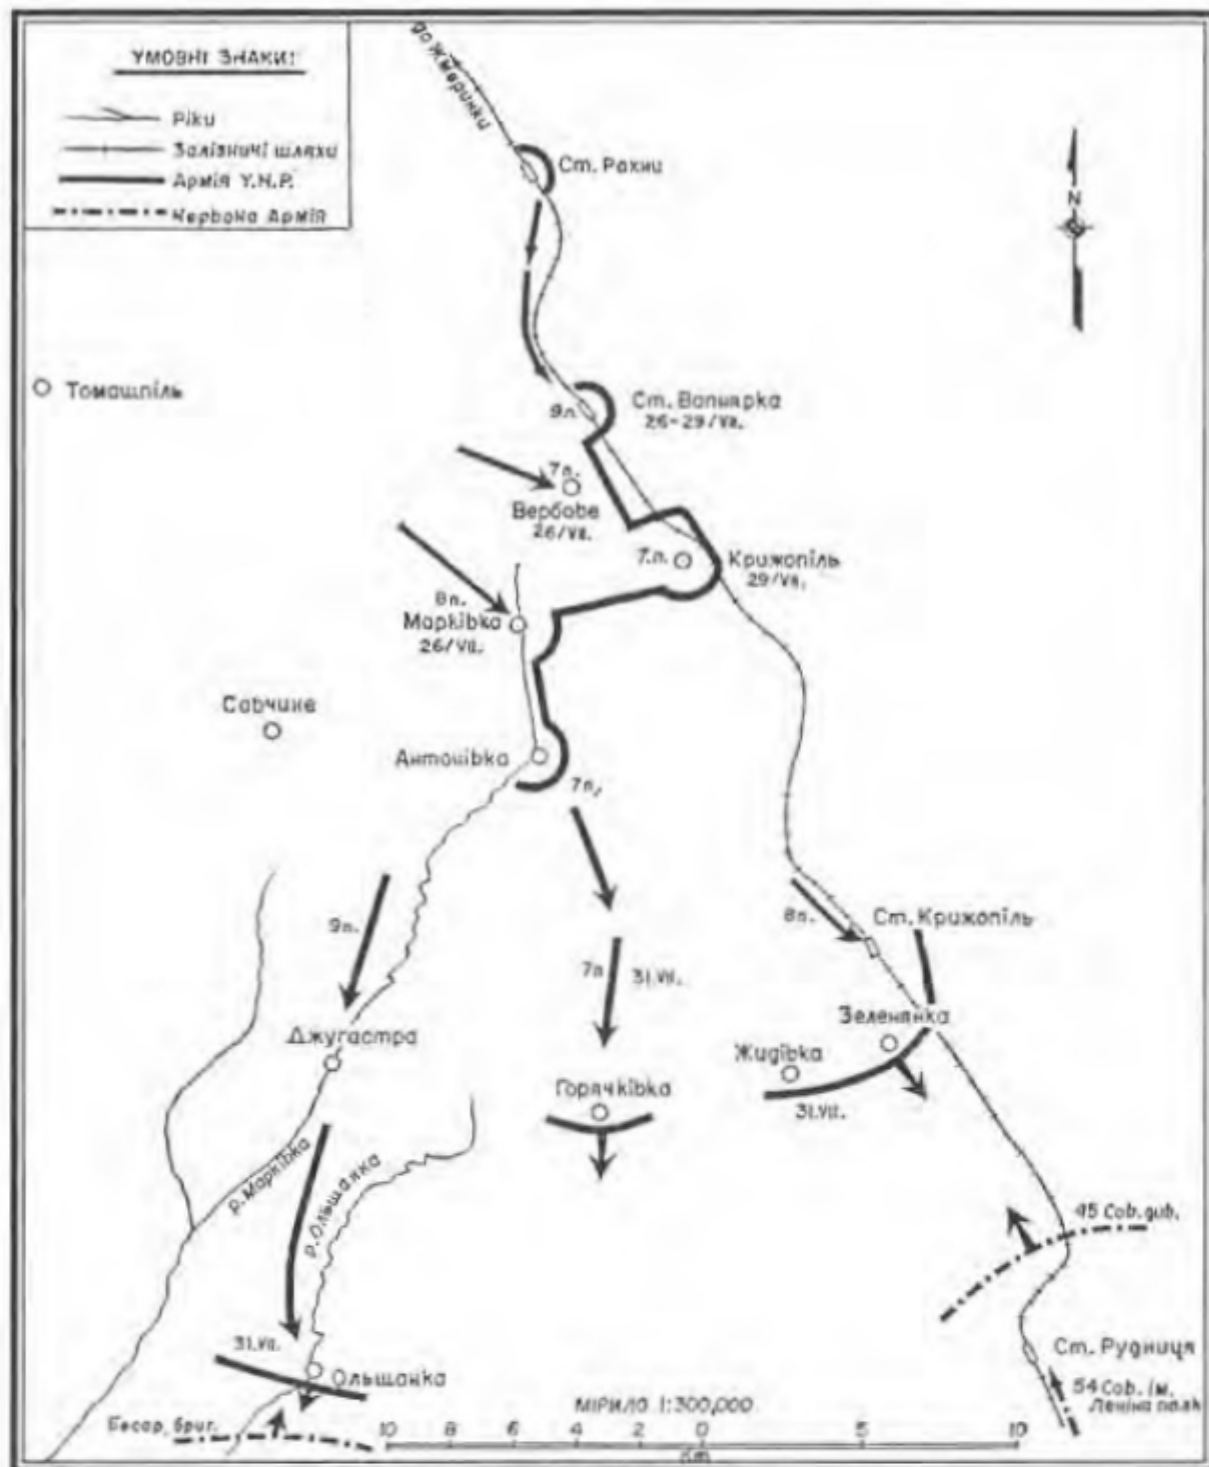 УМОВНІ ЗНАКИ:
Ріки
Залізничі шляхи
Армія У.Н.Р.
Червона Армія
до Жмеринки
Ст. Рахни
N
Томашпіль
9п.
Ст. Вапнярка
26-29/VII.
7п.
Вербове
26/VII.
7.п.
Крижопіль
29/VII.
8п.
Марківка
26/VII.
Савчине
Антонівка
7п.
9п.
8п.
Ст. Крижопіль
7п
31.VII.
Зеленянка
Джугастра
Жидівка
Горячківка
31.VII.
р. Марківка
р. Ольшанка
45 Сов. див.
31.VII.
Ольшанка
Ст. Рудниця
54 Сов. ім.
Леніна полк
Бесар. бриг.
МІРИЛО 1:300,000.
10 8 6 4 2 0 5 10
Km